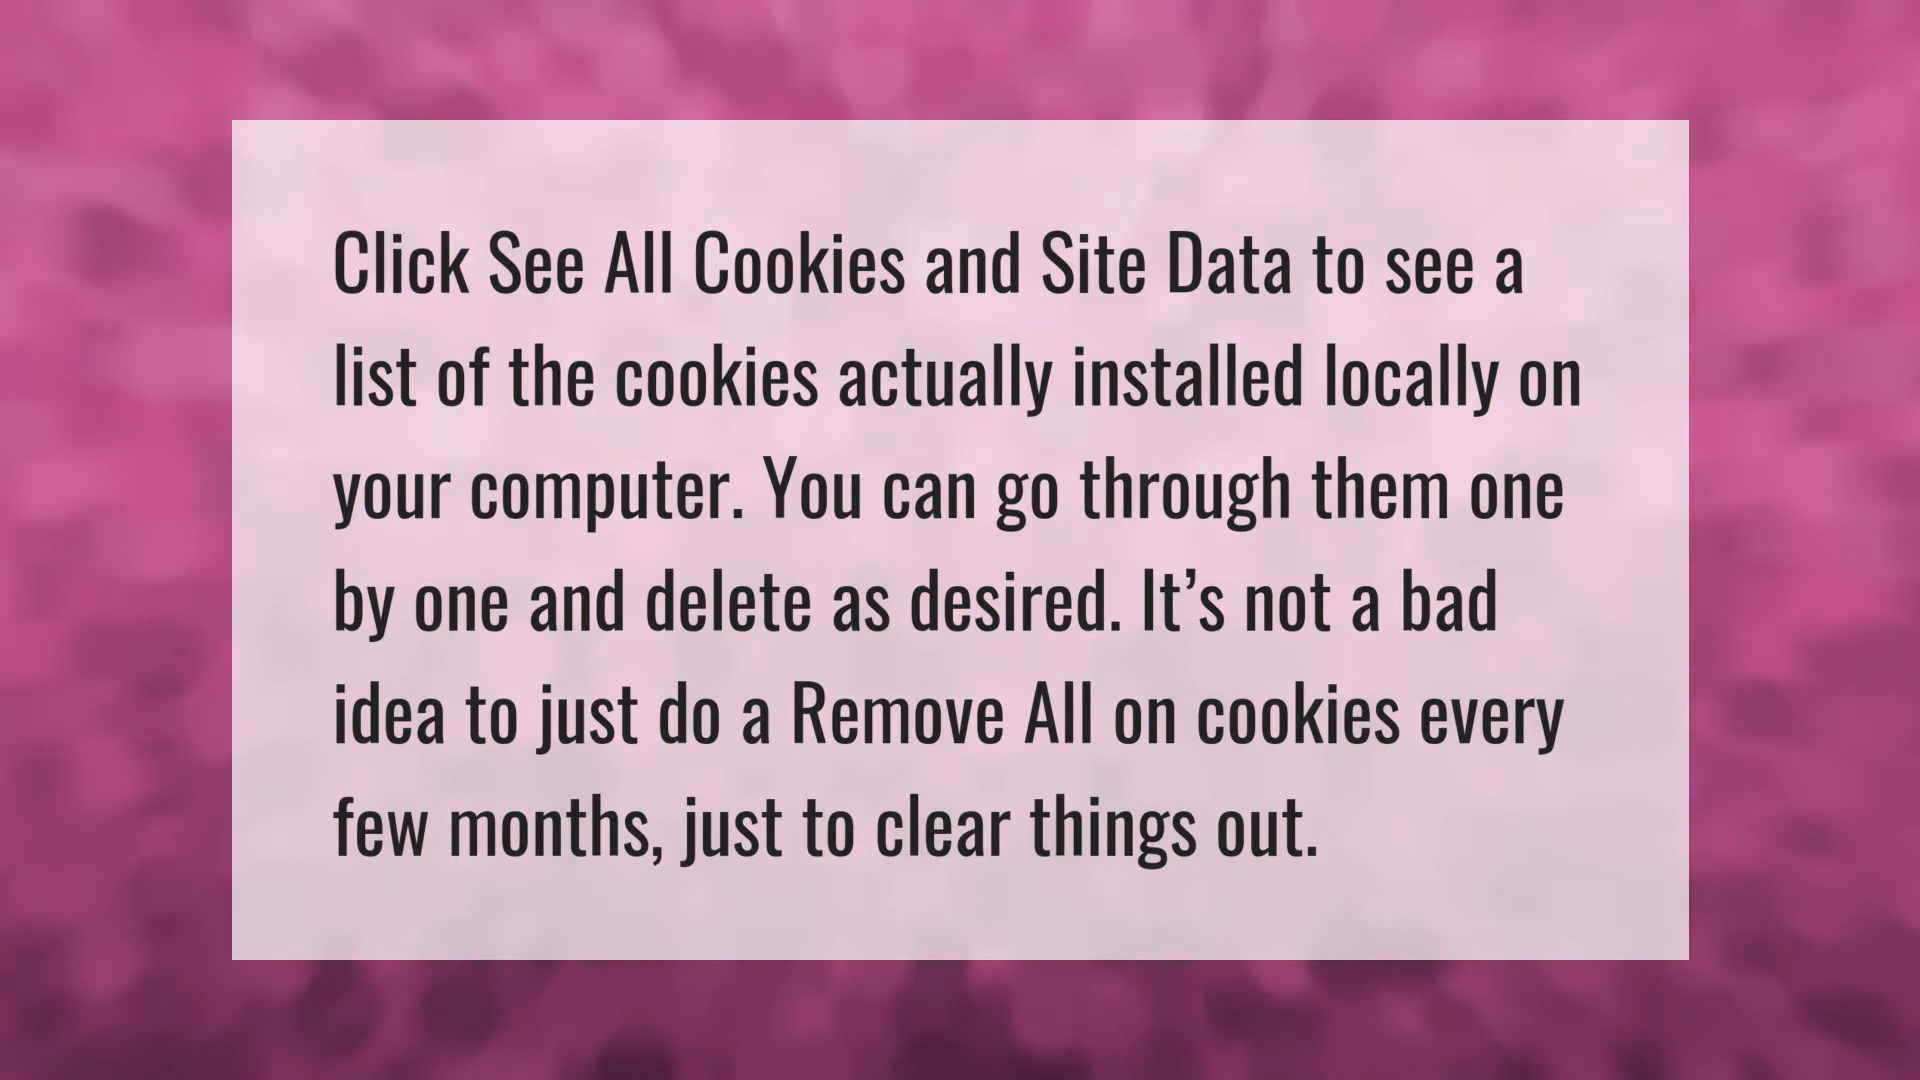 Click See All Cookies and Site Data to see a
list of the cookies actually installed locally on
your computer. You can go through them one
by one and delete as desired. It’s not a bad
idea to just do a Remove All on cookies every
few months, just to clear things out.